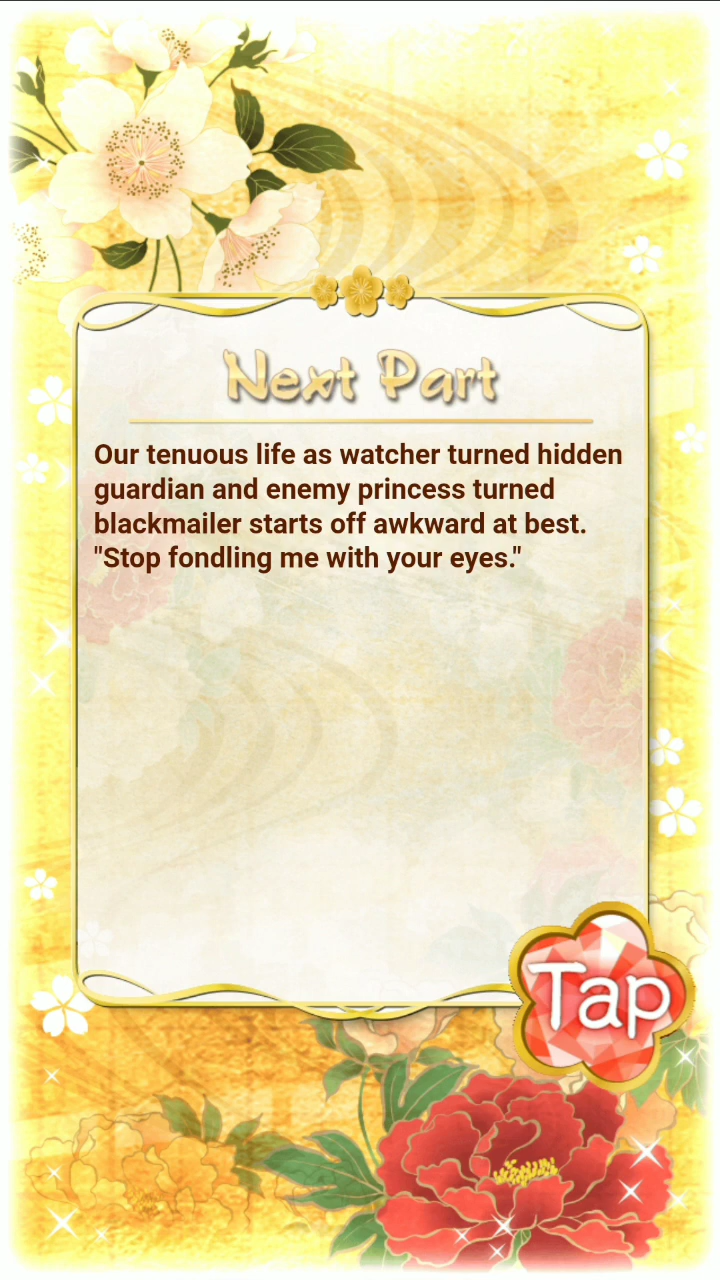 Next Part
Our tenuous life as watcher turned hidden
guardian and enemy princess turned
blackmailer starts off awkward at best.
"Stop fondling me with your eyes."
Tap